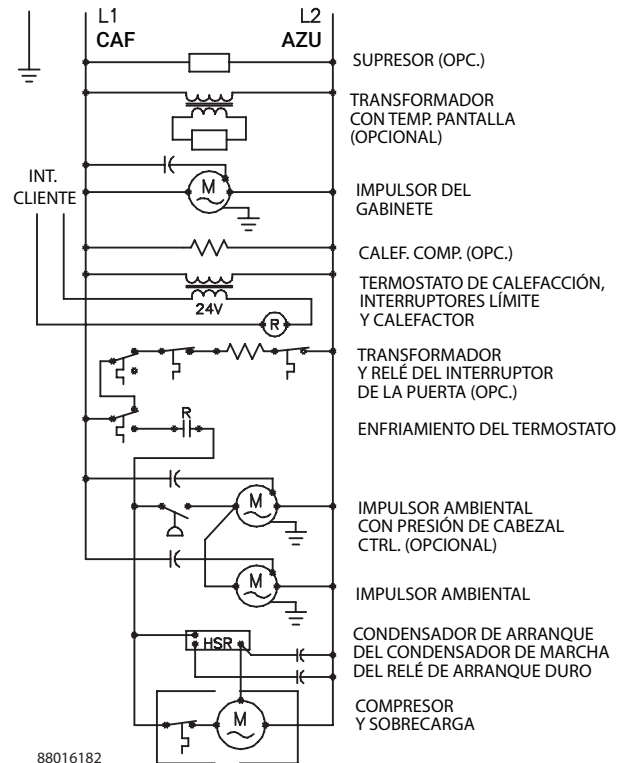 L1
L2
CAF
AZU
SUPRESOR (OPC.)
TRANSFORMADOR
CON TEMP. PANTALLA
(OPCIONAL)
INT.
CLIENTE
M
IMPULSOR DEL
GABINETE
CALEF. COMP. (OPC.)
TERMOSTATO DE CALEFACCIÓN,
INTERRUPTORES LÍMITE
Y CALEFACTOR
24V
R
TRANSFORMADOR
Y RELÉ DEL INTERRUPTOR
DE LA PUERTA (OPC.)
R
ENFRIAMIENTO DEL TERMOSTATO
M
IMPULSOR AMBIENTAL
CON PRESIÓN DE CABEZAL
CTRL. (OPCIONAL)
M
IMPULSOR AMBIENTAL
HSR
CONDENSADOR DE ARRANQUE
DEL CONDENSADOR DE MARCHA
DEL RELÉ DE ARRANQUE DURO
M
COMPRESOR
Y SOBRECARGA
88016182